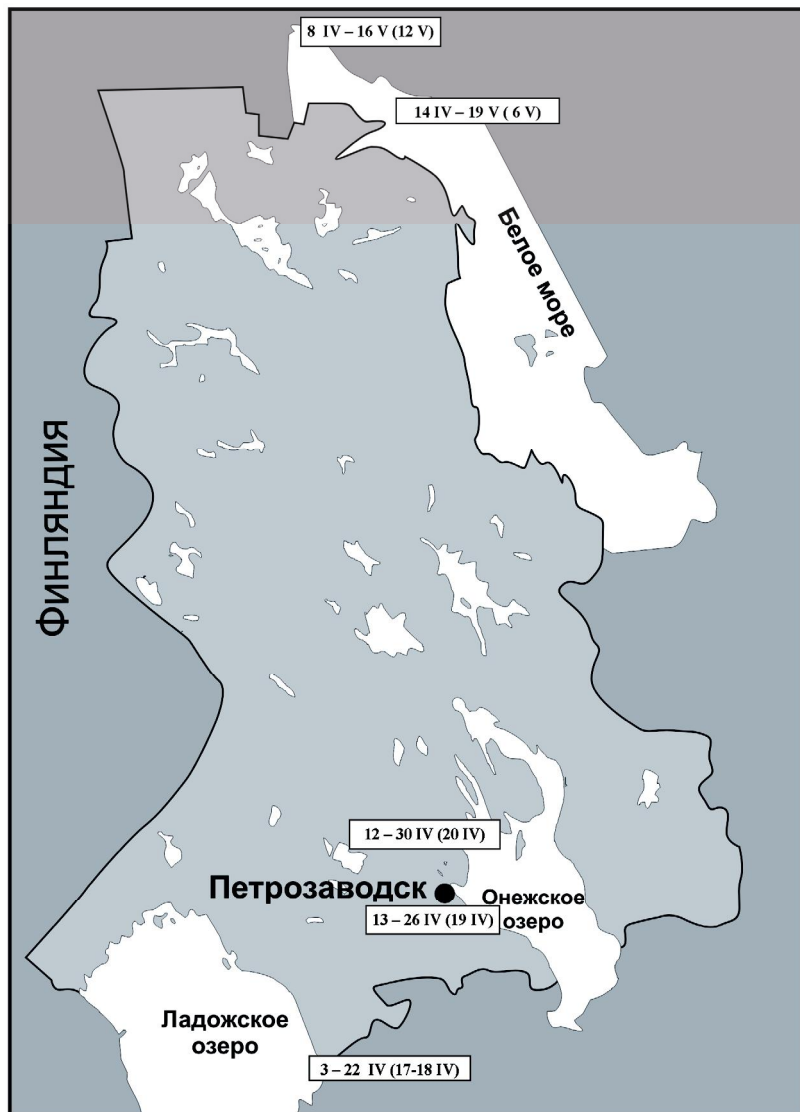 8 IV – 16 V (12 V)
14 IV – 19 V ( 6 V)
Белое море
Финляндия
12 – 30 IV (20 IV)
Петрозаводск
Онежское
озеро
13 – 26 IV (19 IV)
Ладожское
озеро
3 – 22 IV (17-18 IV)